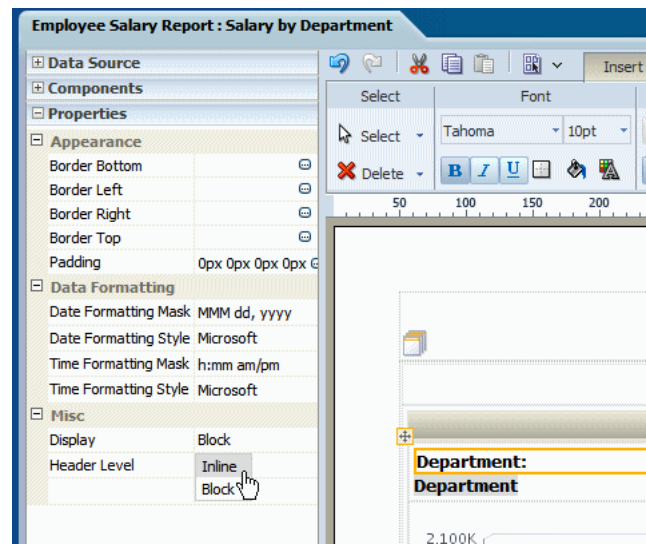 Employee Salary Report : Salary by Department
Data Source
Components
Properties
Appearance
Border Bottom
Border Left
Border Right
Border Top
Padding 0px 0px 0px 0px
Data Formatting
Date Formatting Mask MMM dd, yyyy
Date Formatting Style Microsoft
Time Formatting Mask h:mm am/pm
Time Formatting Style Microsoft
Misc
Display Block
Header Level Inline
Block
Insert
Select Font
Select Tahoma 10pt
Delete B I U
50 100 150 200
Department:
Department
2,100K